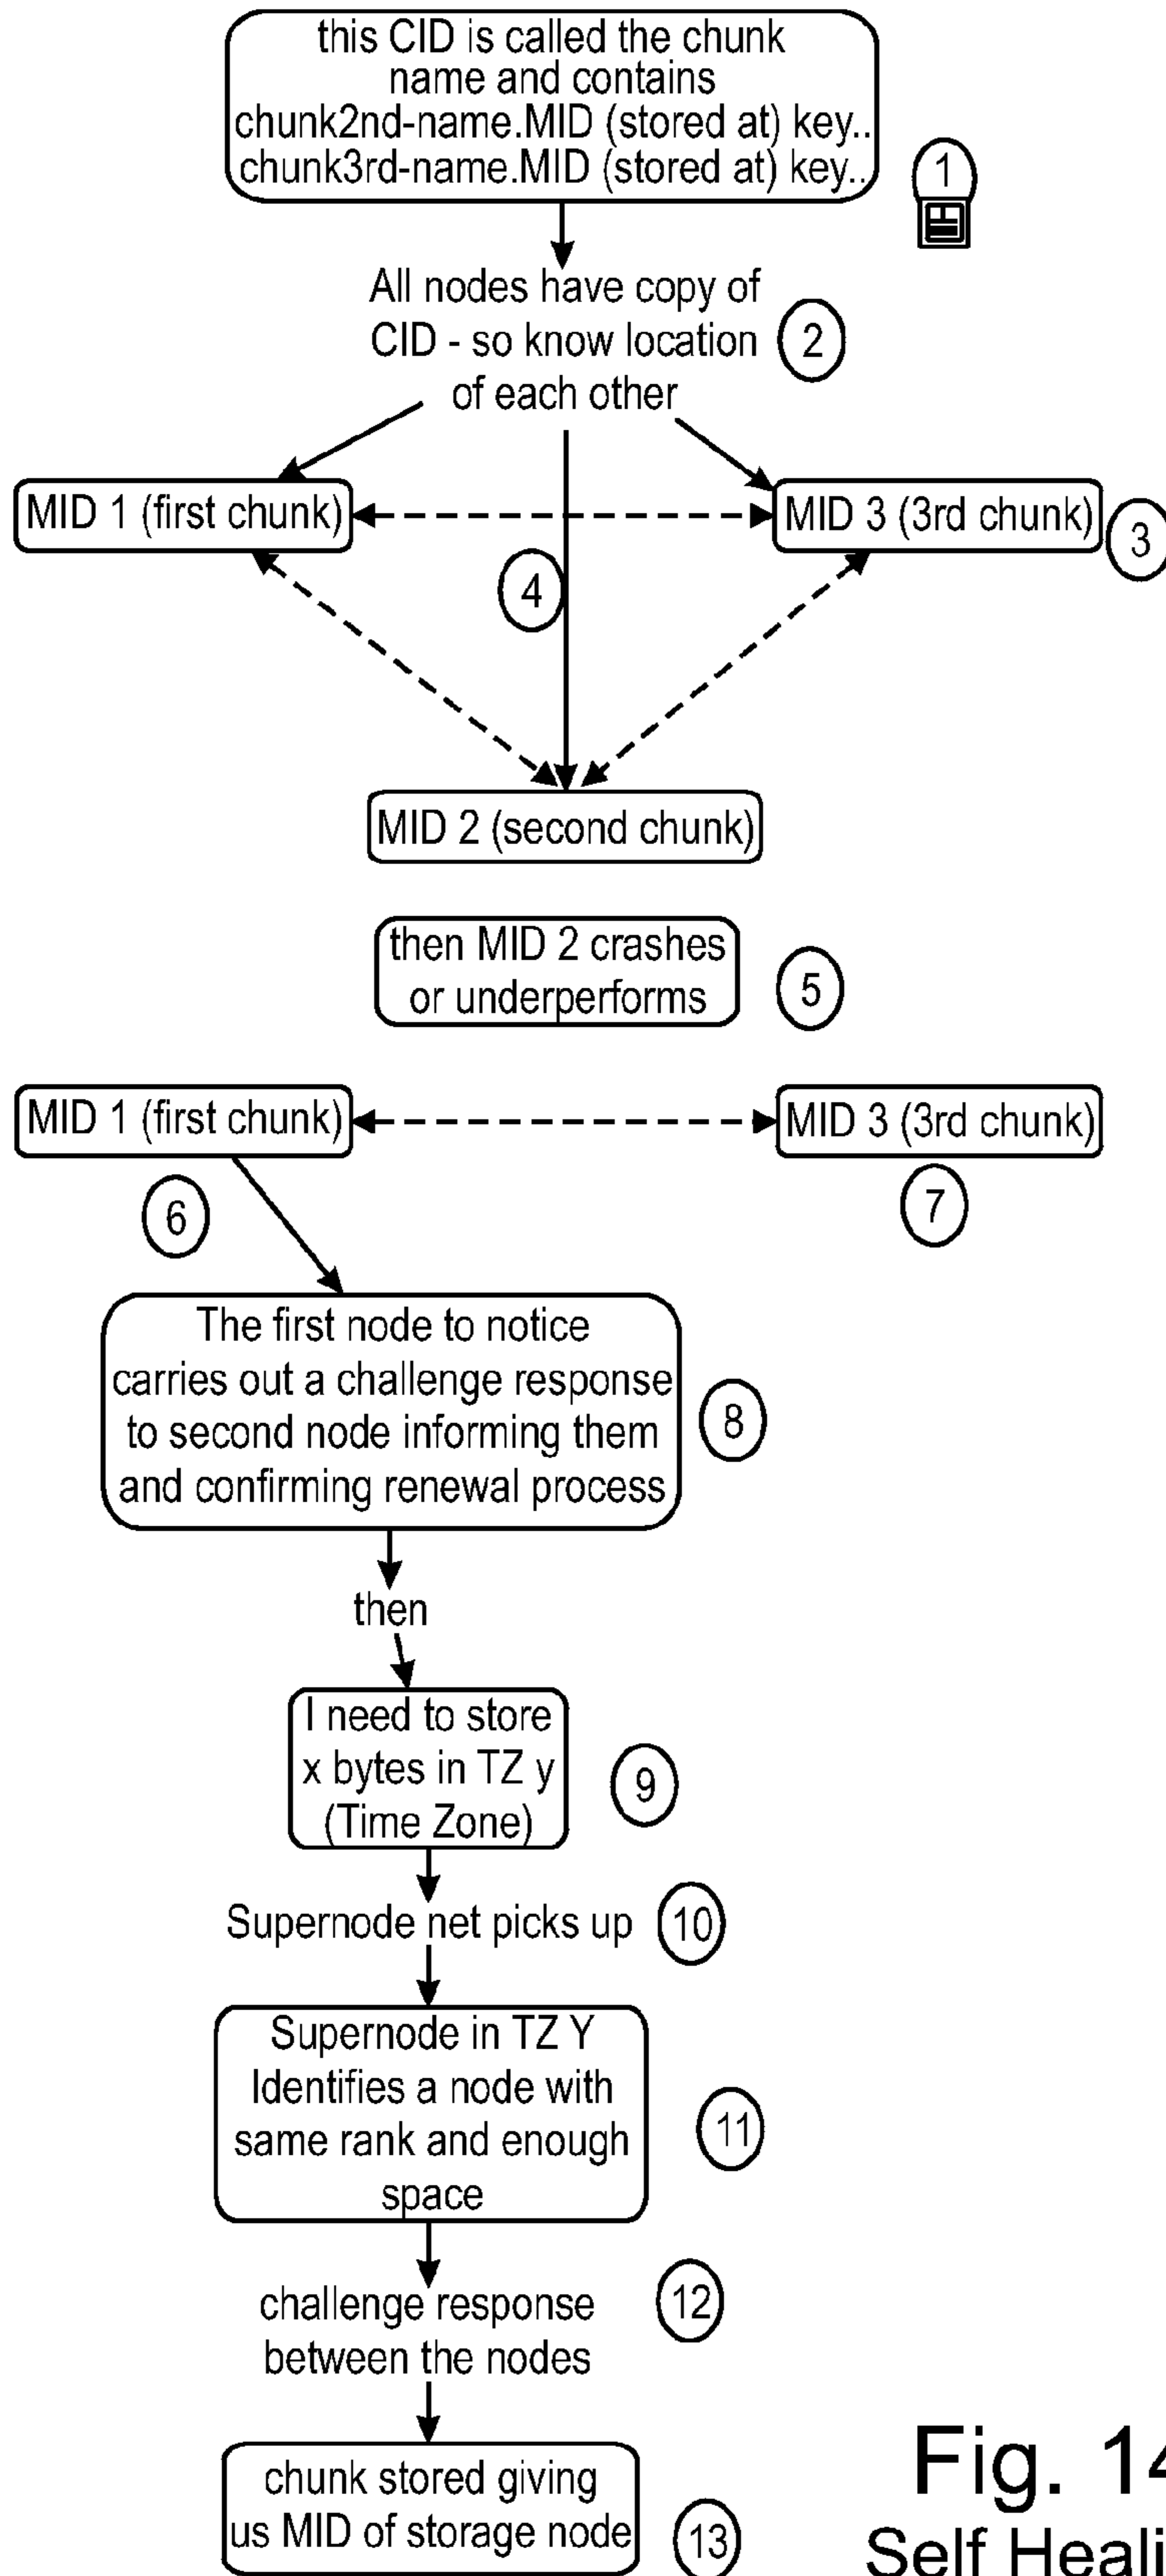 this CID is called the chunk
name and contains
chunk2nd-name.MID (stored at) key..
chunk3rd-name.MID (stored at) key..
1
All nodes have copy of
CID - so know location
of each other
2
MID 1 (first chunk)
MID 3 (3rd chunk)
3
4
MID 2 (second chunk)
then MID 2 crashes
or underperforms
5
MID 1 (first chunk)
MID 3 (3rd chunk)
6
7
The first node to notice
carries out a challenge response
to second node informing them
and confirming renewal process
8
then
I need to store
x bytes in TZ y
(Time Zone)
9
Supernode net picks up
10
Supernode in TZ Y
Identifies a node with
same rank and enough
space
11
challenge response
between the nodes
12
chunk stored giving
us MID of storage node
13
Fig. 14
Self Heali